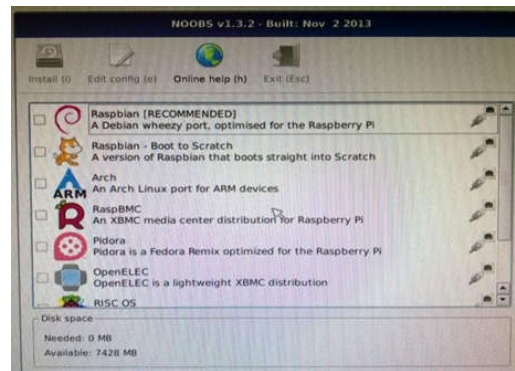 NOOBS v1.3.2 - Built: Nov 2 2013
Install (i) Edit config (e) Online help (h) Exit (Esc)
Raspbian [RECOMMENDED]
A Debian wheezy port, optimised for the Raspberry Pi
Raspbian - Boot to Scratch
A version of Raspbian that boots straight into Scratch
Arch
An Arch Linux port for ARM devices
ARM
RaspBMC
An XBMC media center distribution for Raspberry Pi
Pidora
Pidora is a Fedora Remix optimized for the Raspberry Pi
OpenELEC
OpenELEC is a lightweight XBMC distribution
RISC OS
Disk space
Needed: 0 MB
Available: 7428 MB